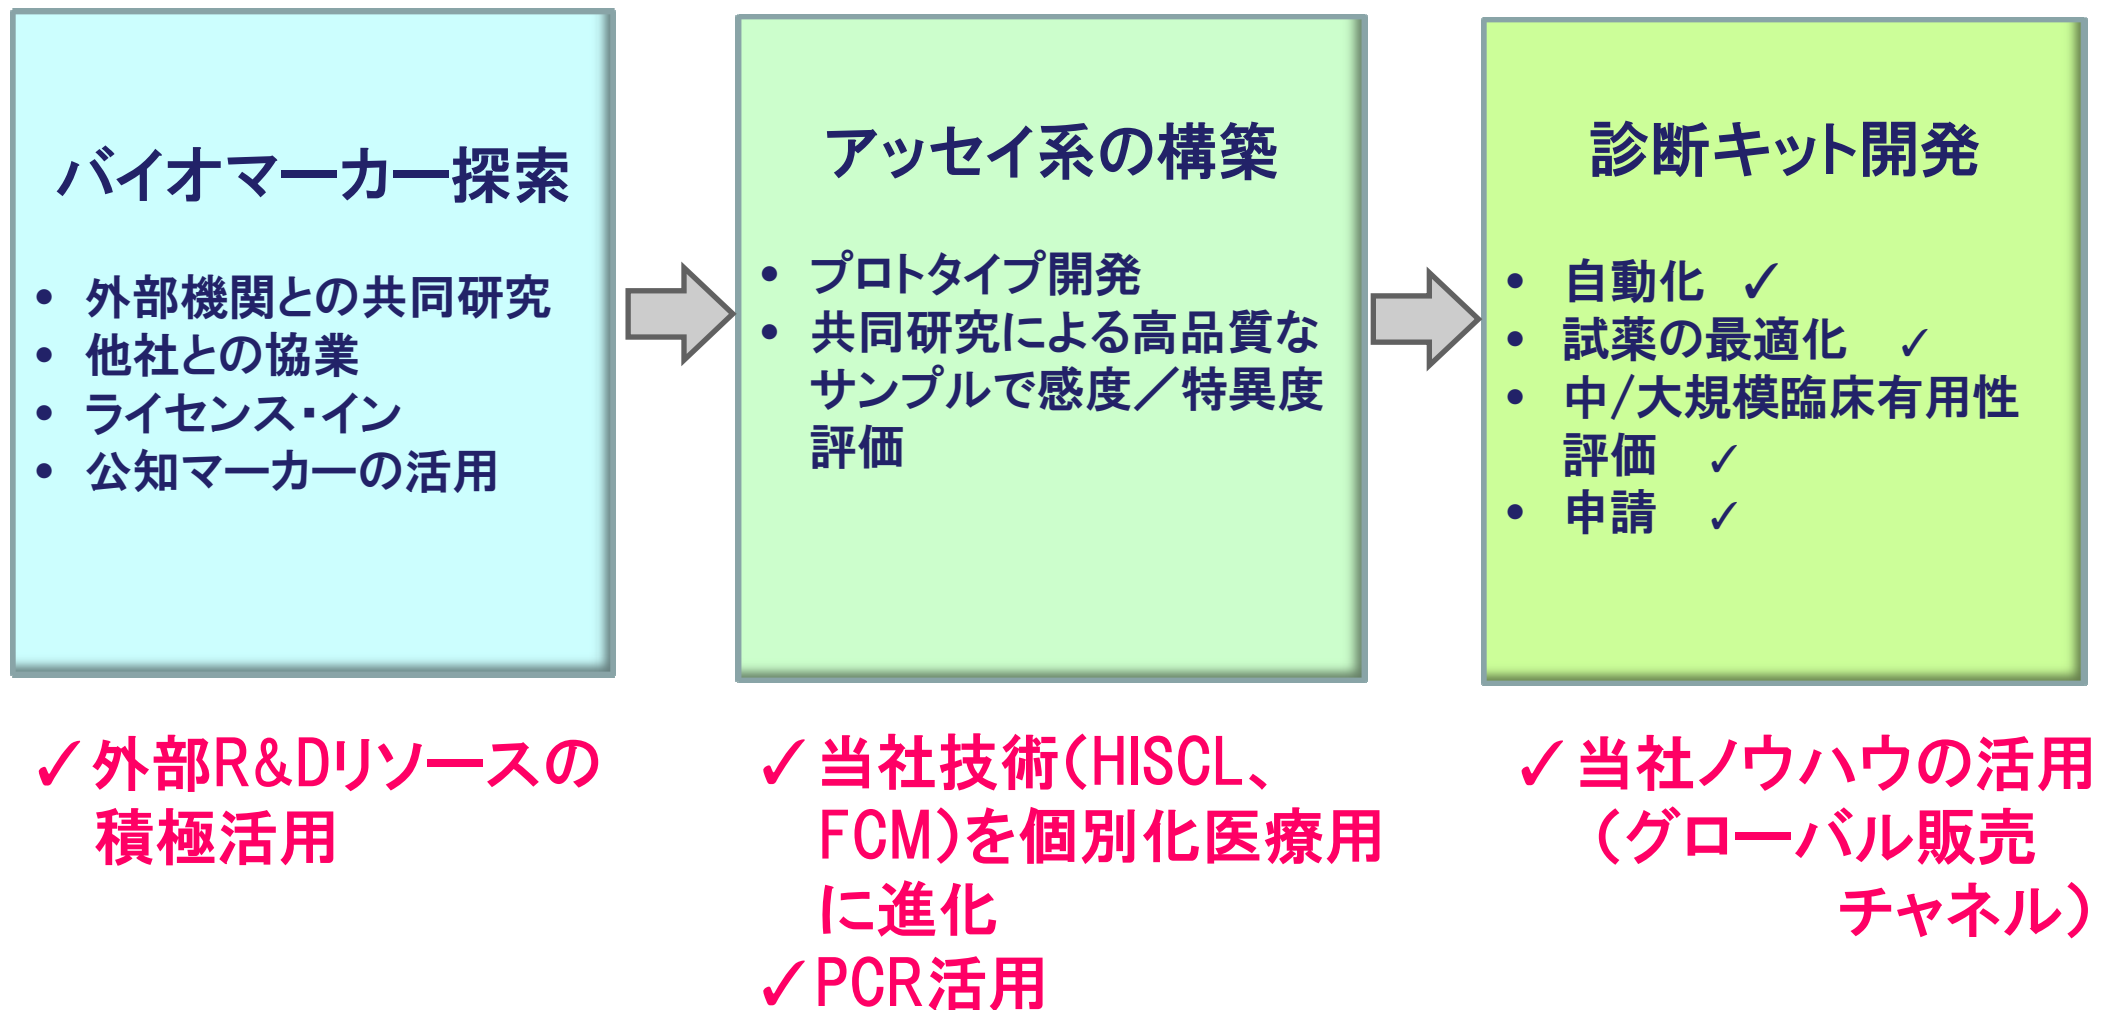 バイオマーカー探索
• 外部機関との共同研究
• 他社との協業
• ライセンス・イン
• 公知マーカーの活用
アッセイ系の構築
• プロトタイプ開発
• 共同研究による高品質な
サンプルで感度／特異度
評価
診断キット開発
• 自動化 ✓
• 試薬の最適化 ✓
• 中/大規模臨床有用性
評価 ✓
• 申請 ✓
✓外部R&Dリソースの
積極活用
✓当社技術（HISCL、
FCM）を個別化医療用
に進化
✓PCR活用
✓当社ノウハウの活用
（グローバル販売
チャネル）